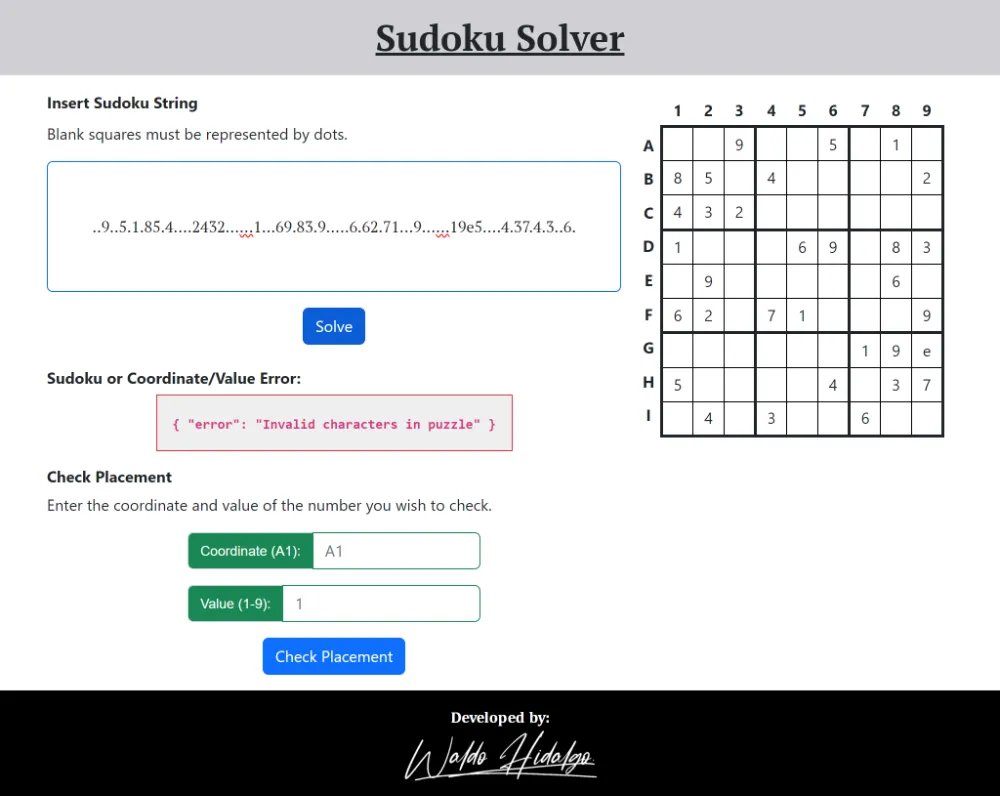 Sudoku Solver
Insert Sudoku String
Blank squares must be represented by dots.
..9..5.1.85.4....2432......1...69.83.9.....6.62.71...9......19e5....4.37.4.3..6.
Solve
Sudoku or Coordinate/Value Error:
{ "error": "Invalid characters in puzzle" }
Check Placement
Enter the coordinate and value of the number you wish to check.
Coordinate (A1): A1
Value (1-9): 1
Check Placement
1 2 3 4 5 6 7 8 9
A 9 5 1
B 8 5 4 2
C 4 3 2
D 1 6 9 8 3
E 9 6
F 6 2 7 1 9
G 1 9 e
H 5 4 3 7
I 4 3 6
Developed by:
Waldo Hidalgo